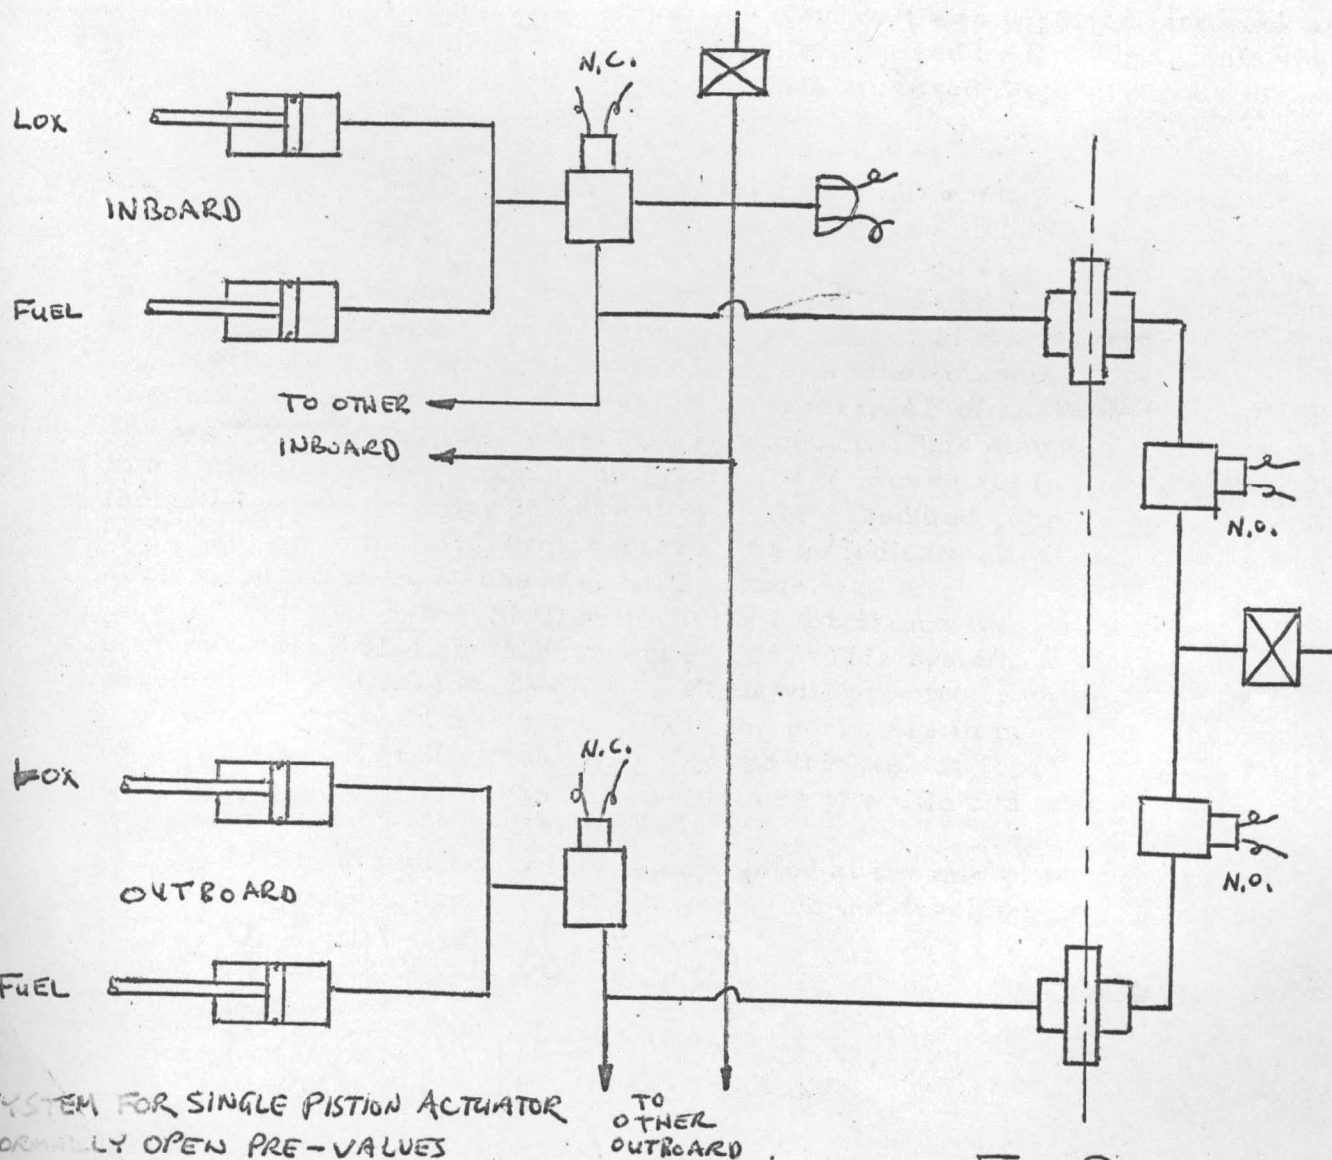 N.C.
LOX
INBOARD
FUEL
TO OTHER
INBOARD
N.O.
N.C.
LOX
OUTBOARD
N.O.
FUEL
YSTEM FOR SINGLE PISTION ACTUATOR
ORMALLY OPEN PRE-VALUES
TO
OTHER
OUTBOARD